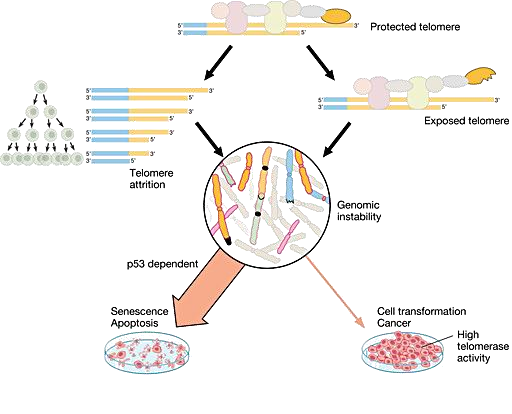 5'
3'
3'
5'
Protected telomere
5'
3'
3'
5'
Exposed telomere
5'
3'
3'
5'
5'
3'
3'
5'
5'
3'
3'
5'
5'
3'
3'
5'
Telomere
attrition
Genomic
instability
p53 dependent
Senescence
Apoptosis
Cell transformation
Cancer
High
telomerase
activity